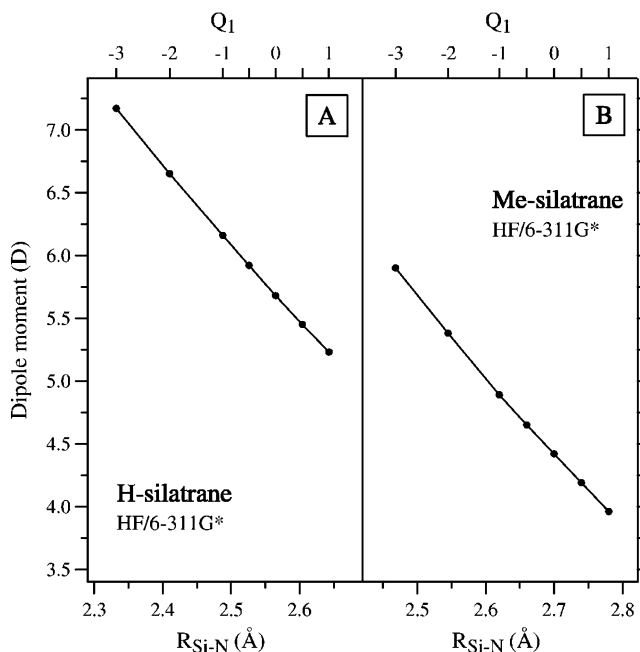 Q1
-3 -2 -1 0 1 -3 -2 -1 0 1
A
B
7.0
6.5
6.0
5.5
5.0
4.5
4.0
3.5
Dipole moment (D)
Me-silatrane
HF/6-311G*
H-silatrane
HF/6-311G*
2.3 2.4 2.5 2.6 2.5 2.6 2.7 2.8
RSi-N (Å) RSi-N (Å)